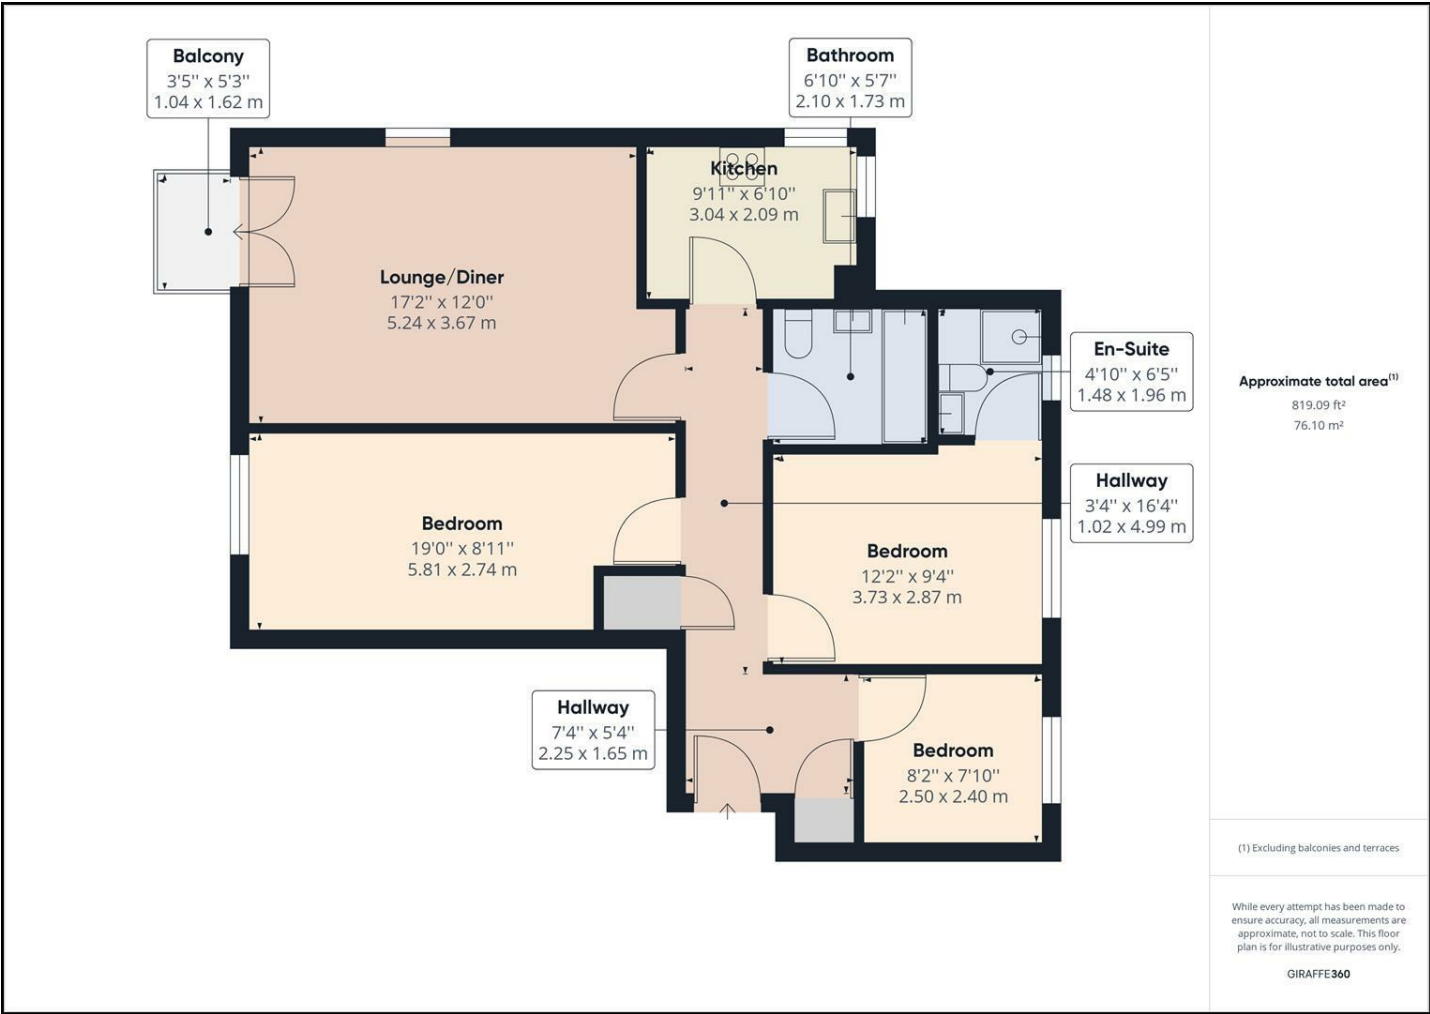 Balcony
3'5'' x 5'3''
1.04 x 1.62 m
Bathroom
6'10'' x 5'7''
2.10 x 1.73 m
Kitchen
9'11'' x 6'10''
3.04 x 2.09 m
Lounge/Diner
17'2'' x 12'0''
5.24 x 3.67 m
En-Suite
4'10'' x 6'5''
1.48 x 1.96 m
Hallway
3'4'' x 16'4''
1.02 x 4.99 m
Bedroom
19'0'' x 8'11''
5.81 x 2.74 m
Bedroom
12'2'' x 9'4''
3.73 x 2.87 m
Hallway
7'4'' x 5'4''
2.25 x 1.65 m
Bedroom
8'2'' x 7'10''
2.50 x 2.40 m
Approximate total area(1)
819.09 ft²
76.10 m²
(1) Excluding balconies and terraces
While every attempt has been made to
ensure accuracy, all measurements are
approximate, not to scale. This floor
plan is for illustrative purposes only.
GIRAFFE360